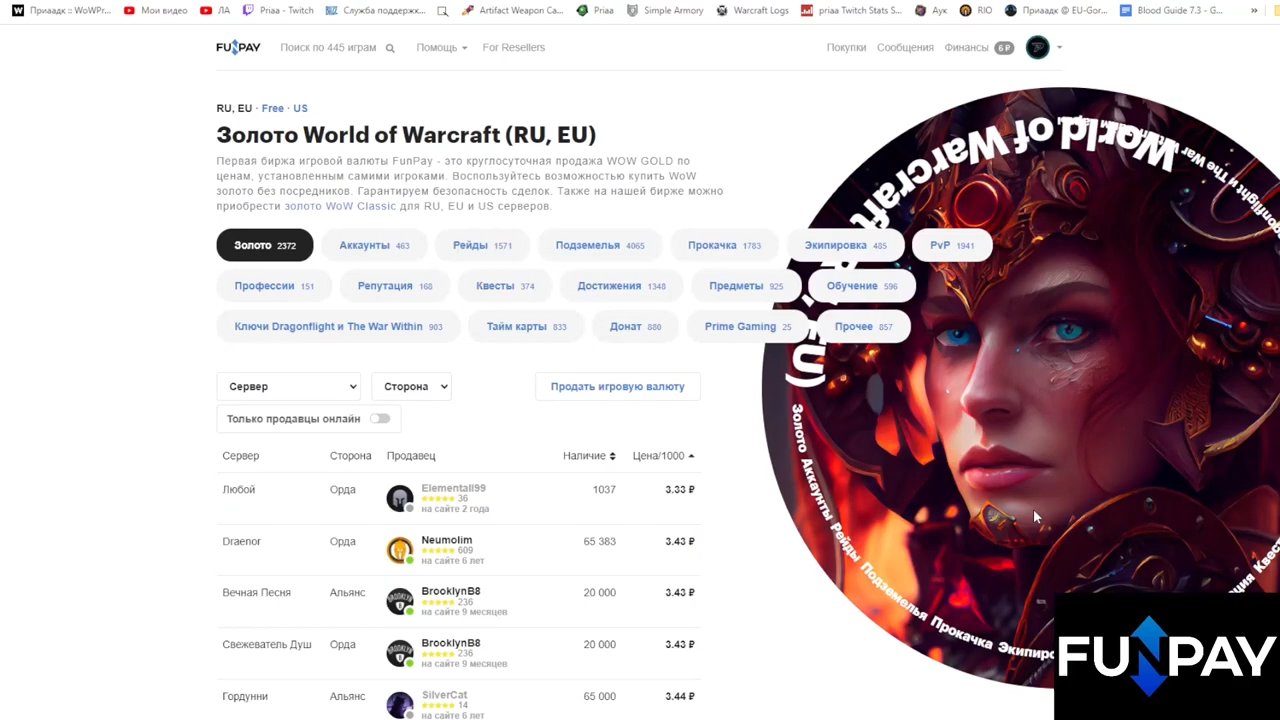 Приаадк :: WoWPr...
Мои видео
ЛА
Priaa - Twitch
Служба поддержк...
Artifact Weapon Ca...
Priaa
Simple Armory
Warcraft Logs
priaa Twitch Stats S...
Аук
RIO
Приаадк @ EU-Gor...
Blood Guide 7.3 - G...
»
FUNPAY
Поиск по 445 играм
Помощь
For Resellers
Покупки
Сообщения
Финансы 6 ₽
RU, EU · Free · US
Золото World of Warcraft (RU, EU)
Первая биржа игровой валюты FunPay - это круглосуточная продажа WOW GOLD по
ценам, установленным самими игроками. Воспользуйтесь возможностью купить WoW
золото без посредников. Гарантируем безопасность сделок. Также на нашей бирже можно
приобрести золото WoW Classic для RU, EU и US серверов.
Золото 2372
Аккаунты 463
Рейды 1571
Подземелья 4065
Прокачка 1783
Экипировка 485
PvP 1941
Профессии 151
Репутация 168
Квесты 374
Достижения 1348
Предметы 925
Обучение 596
Ключи Dragonflight и The War Within 903
Тайм карты 833
Донат 880
Prime Gaming 25
Прочее 857
Сервер
Сторона
Продать игровую валюту
Только продавцы онлайн
Сервер Сторона Продавец Наличие Цена/1000
Любой Орда Elementall99 1037 3.33 ₽
36
на сайте 2 года
Draenor Орда Neumolim 65 383 3.43 ₽
609
на сайте 6 лет
Вечная Песня Альянс BrooklynB8 20 000 3.43 ₽
236
на сайте 9 месяцев
Свежеватель Душ Орда BrooklynB8 20 000 3.43 ₽
236
на сайте 9 месяцев
Гордунни Альянс SilverCat 65 000 3.44 ₽
14
на сайте 6 лет
World of Warcraft
EU)
Золото Аккаунты Рейды Подземелья Прокачка Экипиро
FUNPAY